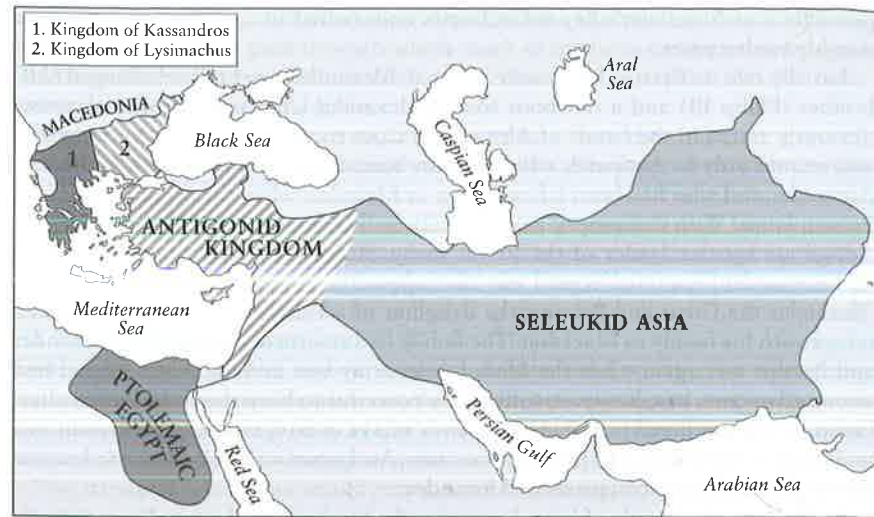 1. Kingdom of Kassandros
2. Kingdom of Lysimachus
Aral
Sea
MACEDONIA
Black Sea
Caspian Sea
1
2
ANTIGONID
KINGDOM
Mediterranean
Sea
SELEUKID ASIA
PTOLEMAIC
EGYPT
Red Sea
Persian Gulf
Arabian Sea